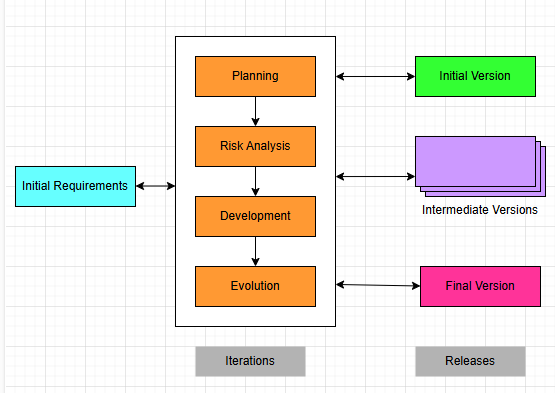 Planning
Initial Version
Risk Analysis
Initial Requirements
Intermediate Versions
Development
Evolution
Final Version
Iterations
Releases